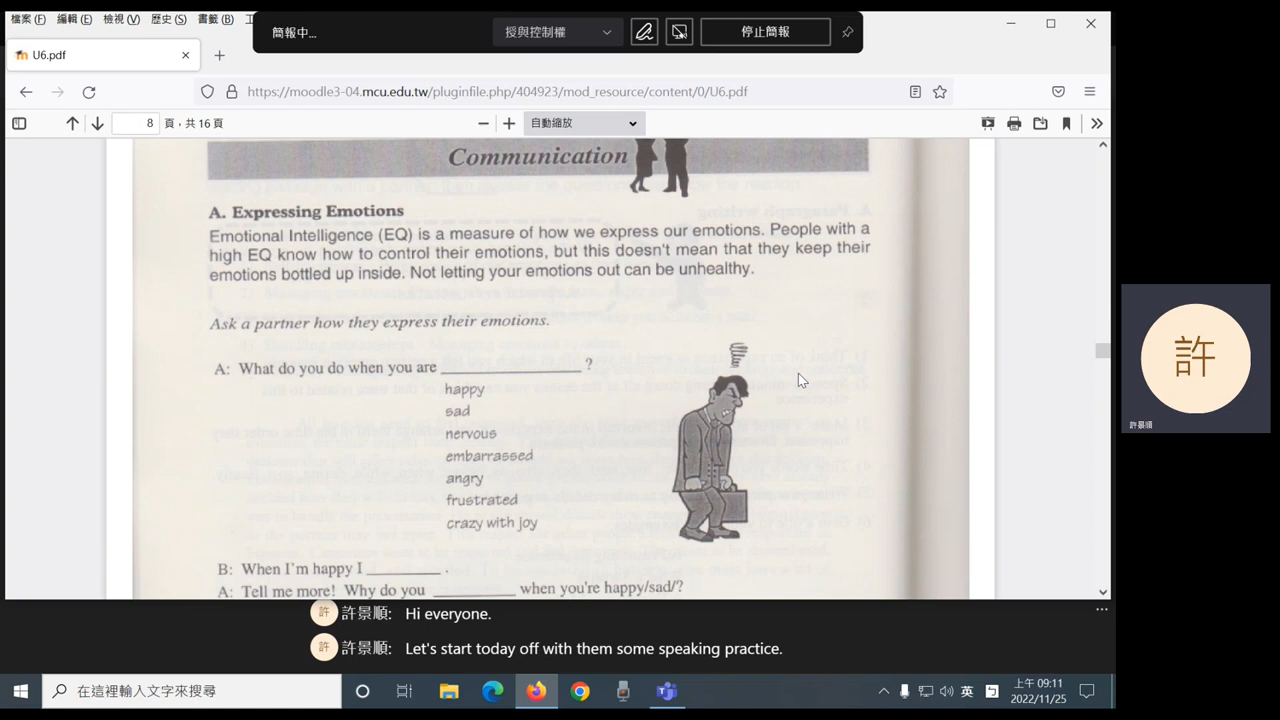 檔案(F) 編輯(E) 檢視(V) 歷史(S) 書籤(B)
簡報中...
授與控制權
停止簡報
U6.pdf
https://moodle3-04.mcu.edu.tw/pluginfile.php/404923/mod_resource/content/0/U6.pdf
8 頁，共 16 頁
自動縮放
Communication
A. Expressing Emotions
Emotional Intelligence (EQ) is a measure of how we express our emotions. People with a
high EQ know how to control their emotions, but this doesn't mean that they keep their
emotions bottled up inside. Not letting your emotions out can be unhealthy.
Ask a partner how they express their emotions.
A: What do you do when you are ____________________ ?
happy
sad
nervous
embarrassed
angry
frustrated
crazy with joy
B: When I'm happy I __________ .
A: Tell me more! Why do you ____________ when you're happy/sad/?
許
許景順
許 許景順: Hi everyone.
許 許景順: Let's start today off with them some speaking practice.
在這裡輸入文字來搜尋
英
上午 09:11
2022/11/25